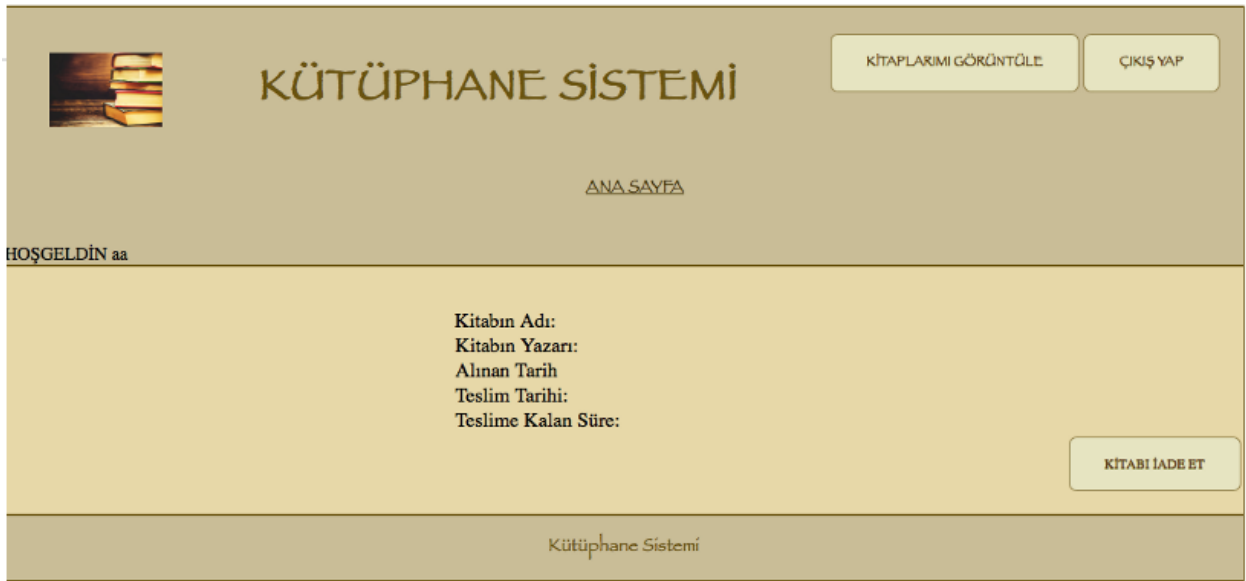 KÜTÜPHANE SİSTEMİ
KİTAPLARIMI GÖRÜNTÜLE
ÇIKIŞ YAP
ANA SAYFA
HOŞGELDİN aa
Kitabın Adı:
Kitabın Yazarı:
Alınan Tarih
Teslim Tarihi:
Teslime Kalan Süre:
KİTABI İADE ET
Kütüphane Sistemi